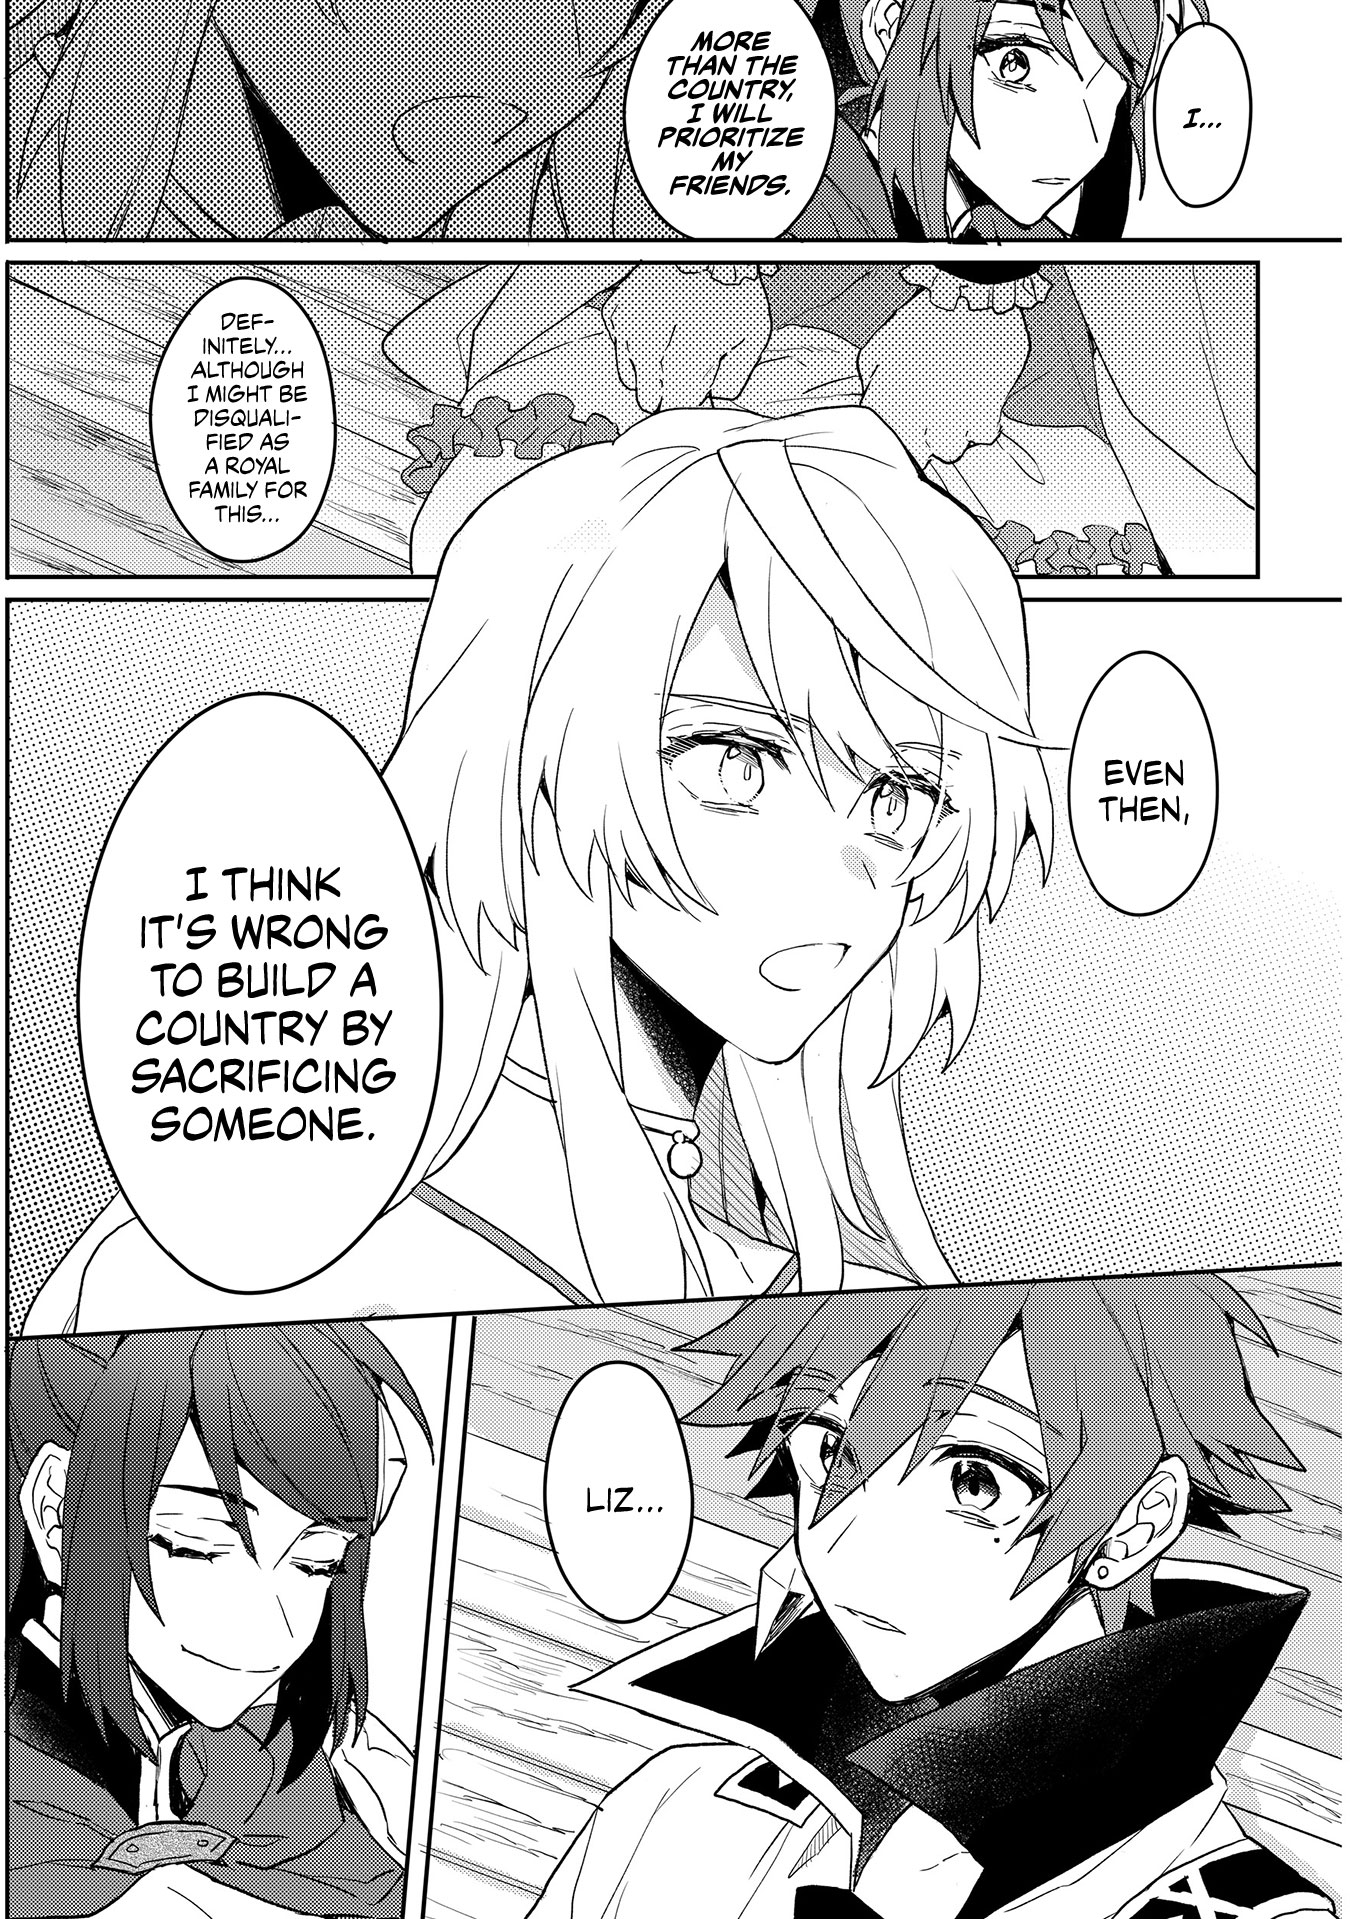 I...
MORE
THAN THE
COUNTRY,
I WILL
PRIORITIZE
MY
FRIENDS.
DEF-
INITELY...
ALTHOUGH
I MIGHT BE
DISQUALI-
FIED AS
A ROYAL
FAMILY FOR
THIS...
EVEN
THEN,
I THINK
IT'S WRONG
TO BUILD A
COUNTRY BY
SACRIFICING
SOMEONE.
LIZ...